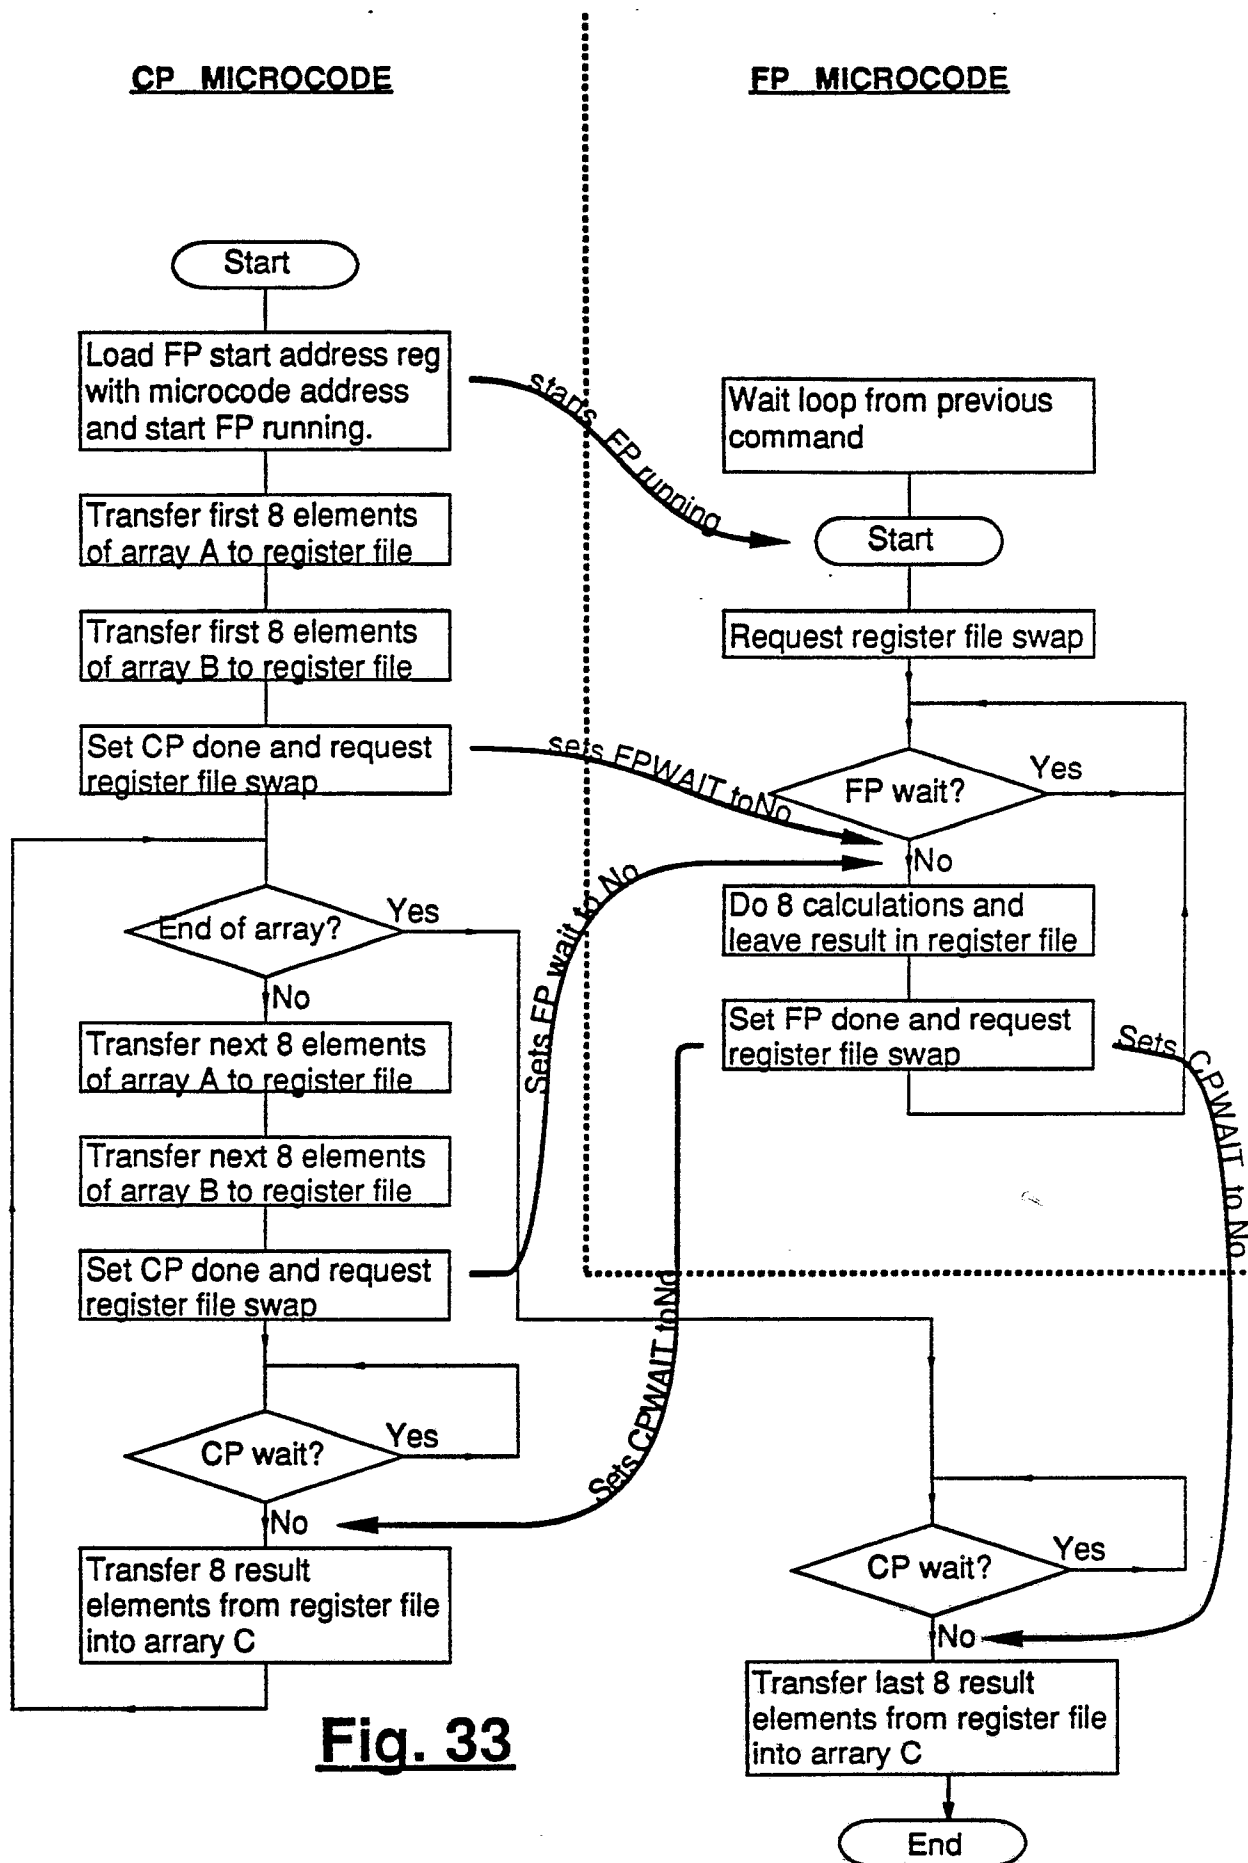 CP MICROCODE
FP MICROCODE
Start
Load FP start address reg
with microcode address
and start FP running.
Transfer first 8 elements
of array A to register file
Transfer first 8 elements
of array B to register file
Set CP done and request
register file swap
End of array?
Yes
No
Transfer next 8 elements
of array A to register file
Transfer next 8 elements
of array B to register file
Set CP done and request
register file swap
CP wait?
Yes
No
Transfer 8 result
elements from register file
into arrary C
starts FP running
sets FPWAIT toNo
Sets FP wait to No
Wait loop from previous
command
Start
Request register file swap
FP wait?
Yes
No
Do 8 calculations and
leave result in register file
Set FP done and request
register file swap
Sets CPWAIT toNo
Sets CPWAIT to No
CP wait?
Yes
No
Transfer last 8 result
elements from register file
into arrary C
End
Fig. 33